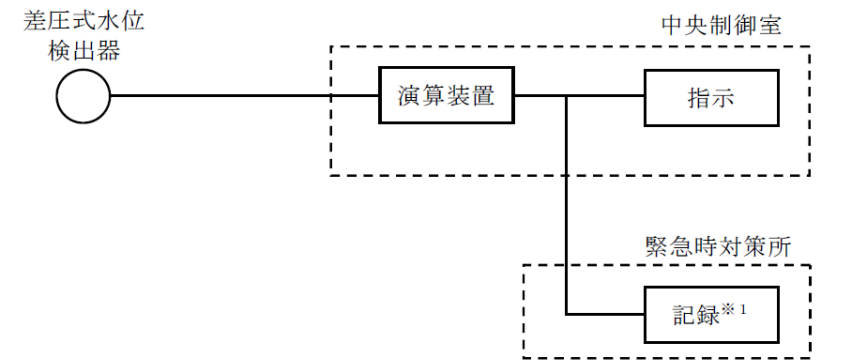 差圧式水位
検出器
中央制御室
演算装置
指示
緊急時対策所
記録※1